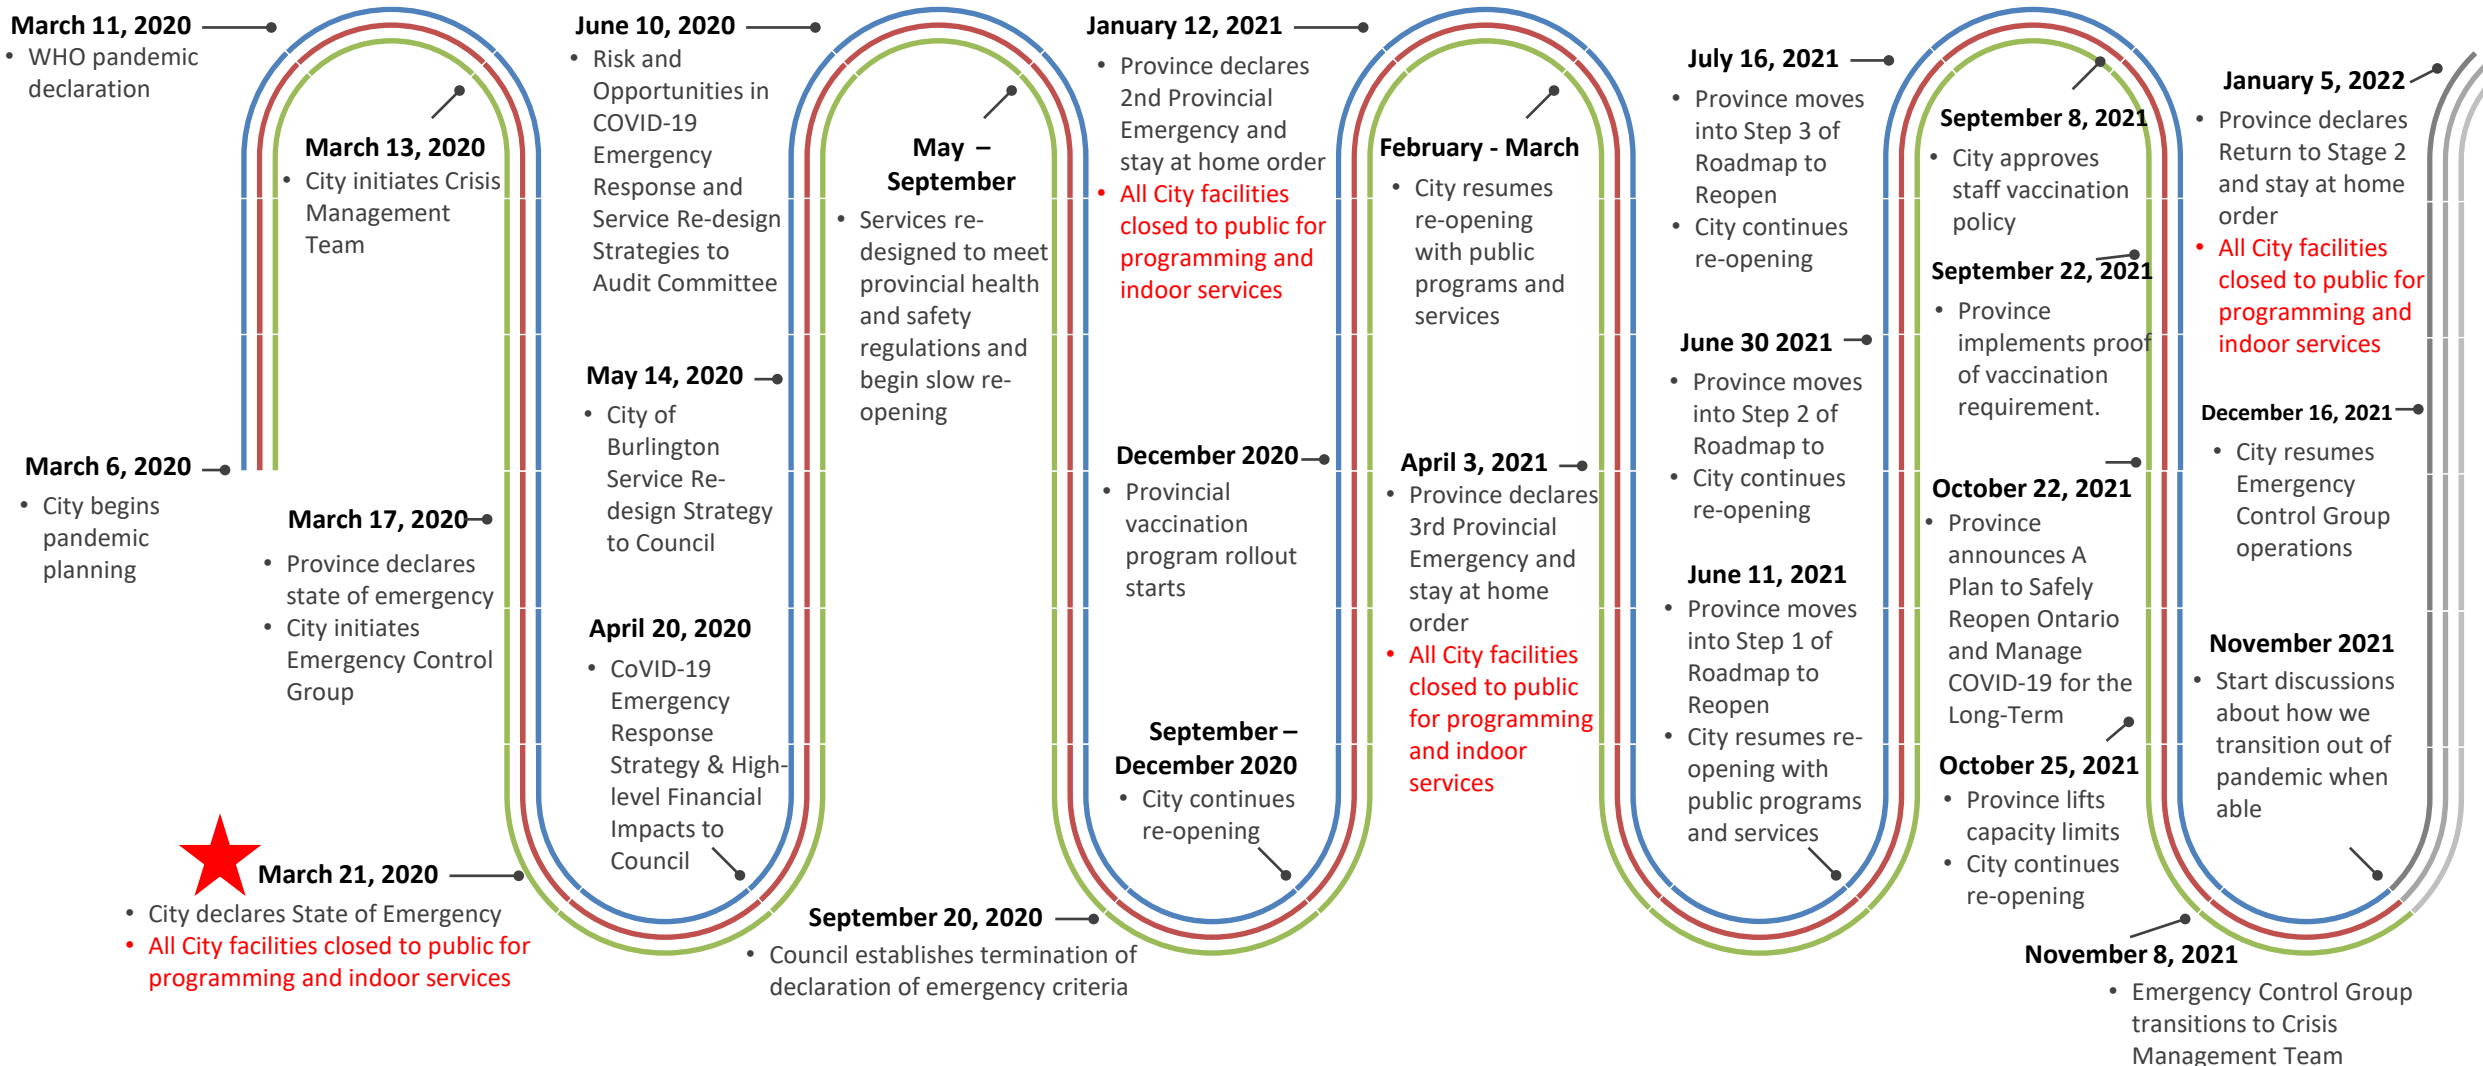 March 6, 2020
• City begins
pandemic
planning
March 11, 2020
• WHO pandemic
declaration
March 13, 2020
• City initiates Crisis
Management
Team
March 17, 2020
• Province declares
state of emergency
• City initiates
Emergency Control
Group
March 21, 2020
• City declares State of Emergency
• All City facilities closed to public for
programming and indoor services
April 20, 2020
• CoVID-19
Emergency
Response
Strategy & High-
level Financial
Impacts to
Council
May 14, 2020
• City of
Burlington
Service Re-
design Strategy
to Council
June 10, 2020
• Risk and
Opportunities in
COVID-19
Emergency
Response and
Service Re-design
Strategies to
Audit Committee
May –
September
• Services re-
designed to meet
provincial health
and safety
regulations and
begin slow re-
opening
September 20, 2020
• Council establishes termination of
declaration of emergency criteria
September –
December 2020
• City continues
re-opening
December 2020
• Provincial
vaccination
program rollout
starts
January 12, 2021
• Province declares
2nd Provincial
Emergency and
stay at home order
• All City facilities
closed to public for
programming and
indoor services
February - March
• City resumes
re-opening
with public
programs and
services
April 3, 2021
• Province declares
3rd Provincial
Emergency and
stay at home
order
• All City facilities
closed to public
for programming
and indoor
services
June 11, 2021
• Province moves
into Step 1 of
Roadmap to
Reopen
• City resumes re-
opening with
public programs
and services
June 30 2021
• Province moves
into Step 2 of
Roadmap to
• City continues
re-opening
July 16, 2021
• Province moves
into Step 3 of
Roadmap to
Reopen
• City continues
re-opening
September 8, 2021
• City approves
staff vaccination
policy
September 22, 2021
• Province
implements proof
of vaccination
requirement.
October 22, 2021
• Province
announces A
Plan to Safely
Reopen Ontario
and Manage
COVID-19 for the
Long-Term
October 25, 2021
• Province lifts
capacity limits
• City continues
re-opening
November 8, 2021
• Emergency Control Group
transitions to Crisis
Management Team
November 2021
• Start discussions
about how we
transition out of
pandemic when
able
December 16, 2021
• City resumes
Emergency
Control Group
operations
January 5, 2022
• Province declares
Return to Stage 2
and stay at home
order
• All City facilities
closed to public for
programming and
indoor services